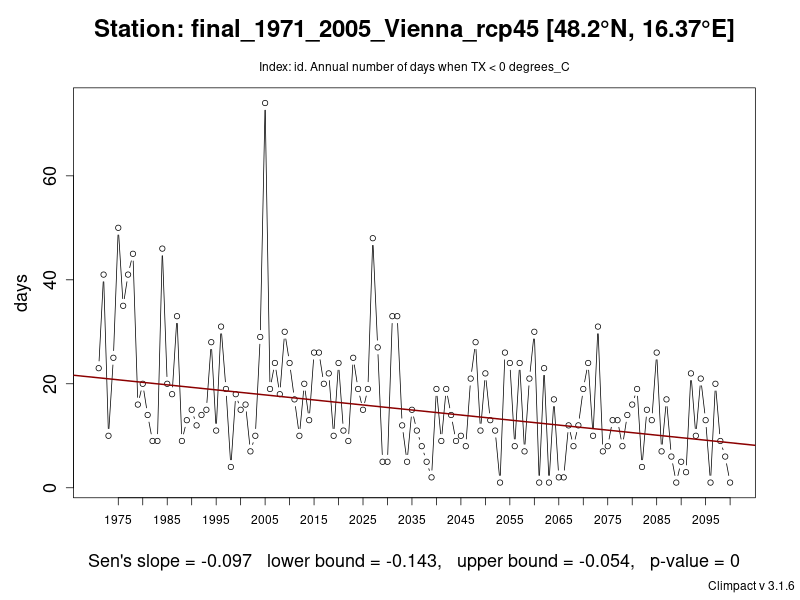 Station: final_1971_2005_Vienna_rcp45 [48.2°N, 16.37°E]
Index: id. Annual number of days when TX < 0 degrees_C
60
40
20
0
days
1975 1985 1995 2005 2015 2025 2035 2045 2055 2065 2075 2085 2095
Sen's slope = -0.097 lower bound = -0.143, upper bound = -0.054, p-value = 0
Climpact v 3.1.6